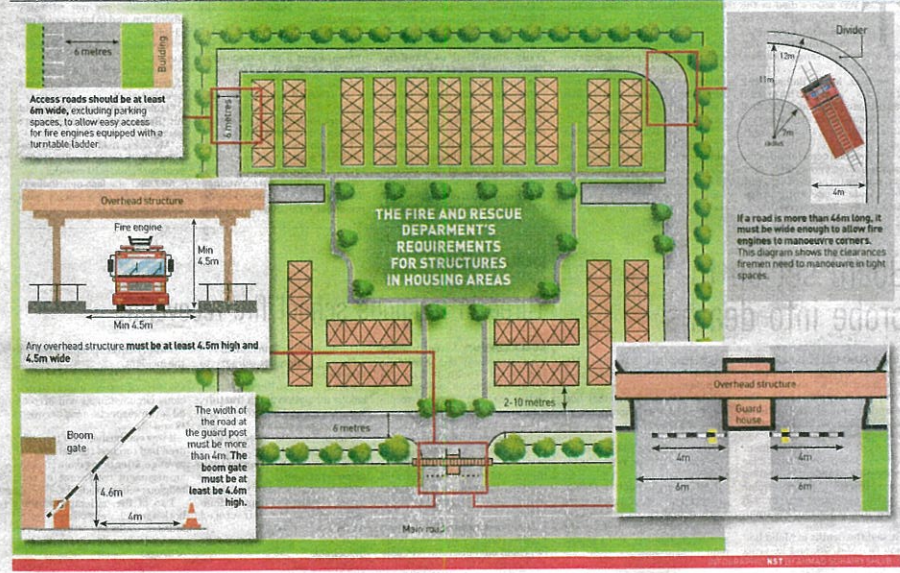 6 metres
Building
Access roads should be at least
6m wide, excluding parking
spaces, to allow easy access
for fire engines equipped with a
turntable ladder.
6 metres
Divider
12m
11m
7m
radius
4m
If a road is more than 46m long, it
must be wide enough to allow fire
engines to manoeuvre corners.
This diagram shows the clearances
firemen need to manoeuvre in tight
spaces.
Overhead structure
Fire engine
Min
4.5m
Min 4.5m
Any overhead structure must be at least 4.5m high and
4.5m wide
THE FIRE AND RESCUE
DEPARMENT'S
REQUIREMENTS
FOR STRUCTURES
IN HOUSING AREAS
2-10 metres
6 metres
Main road
Boom
gate
4.6m
4m
The width of
the road at
the guard post
must be more
than 4m. The
boom gate
must be at
least be 4.6m
high.
Overhead structure
Guard
house
4m
4m
6m
6m
NST